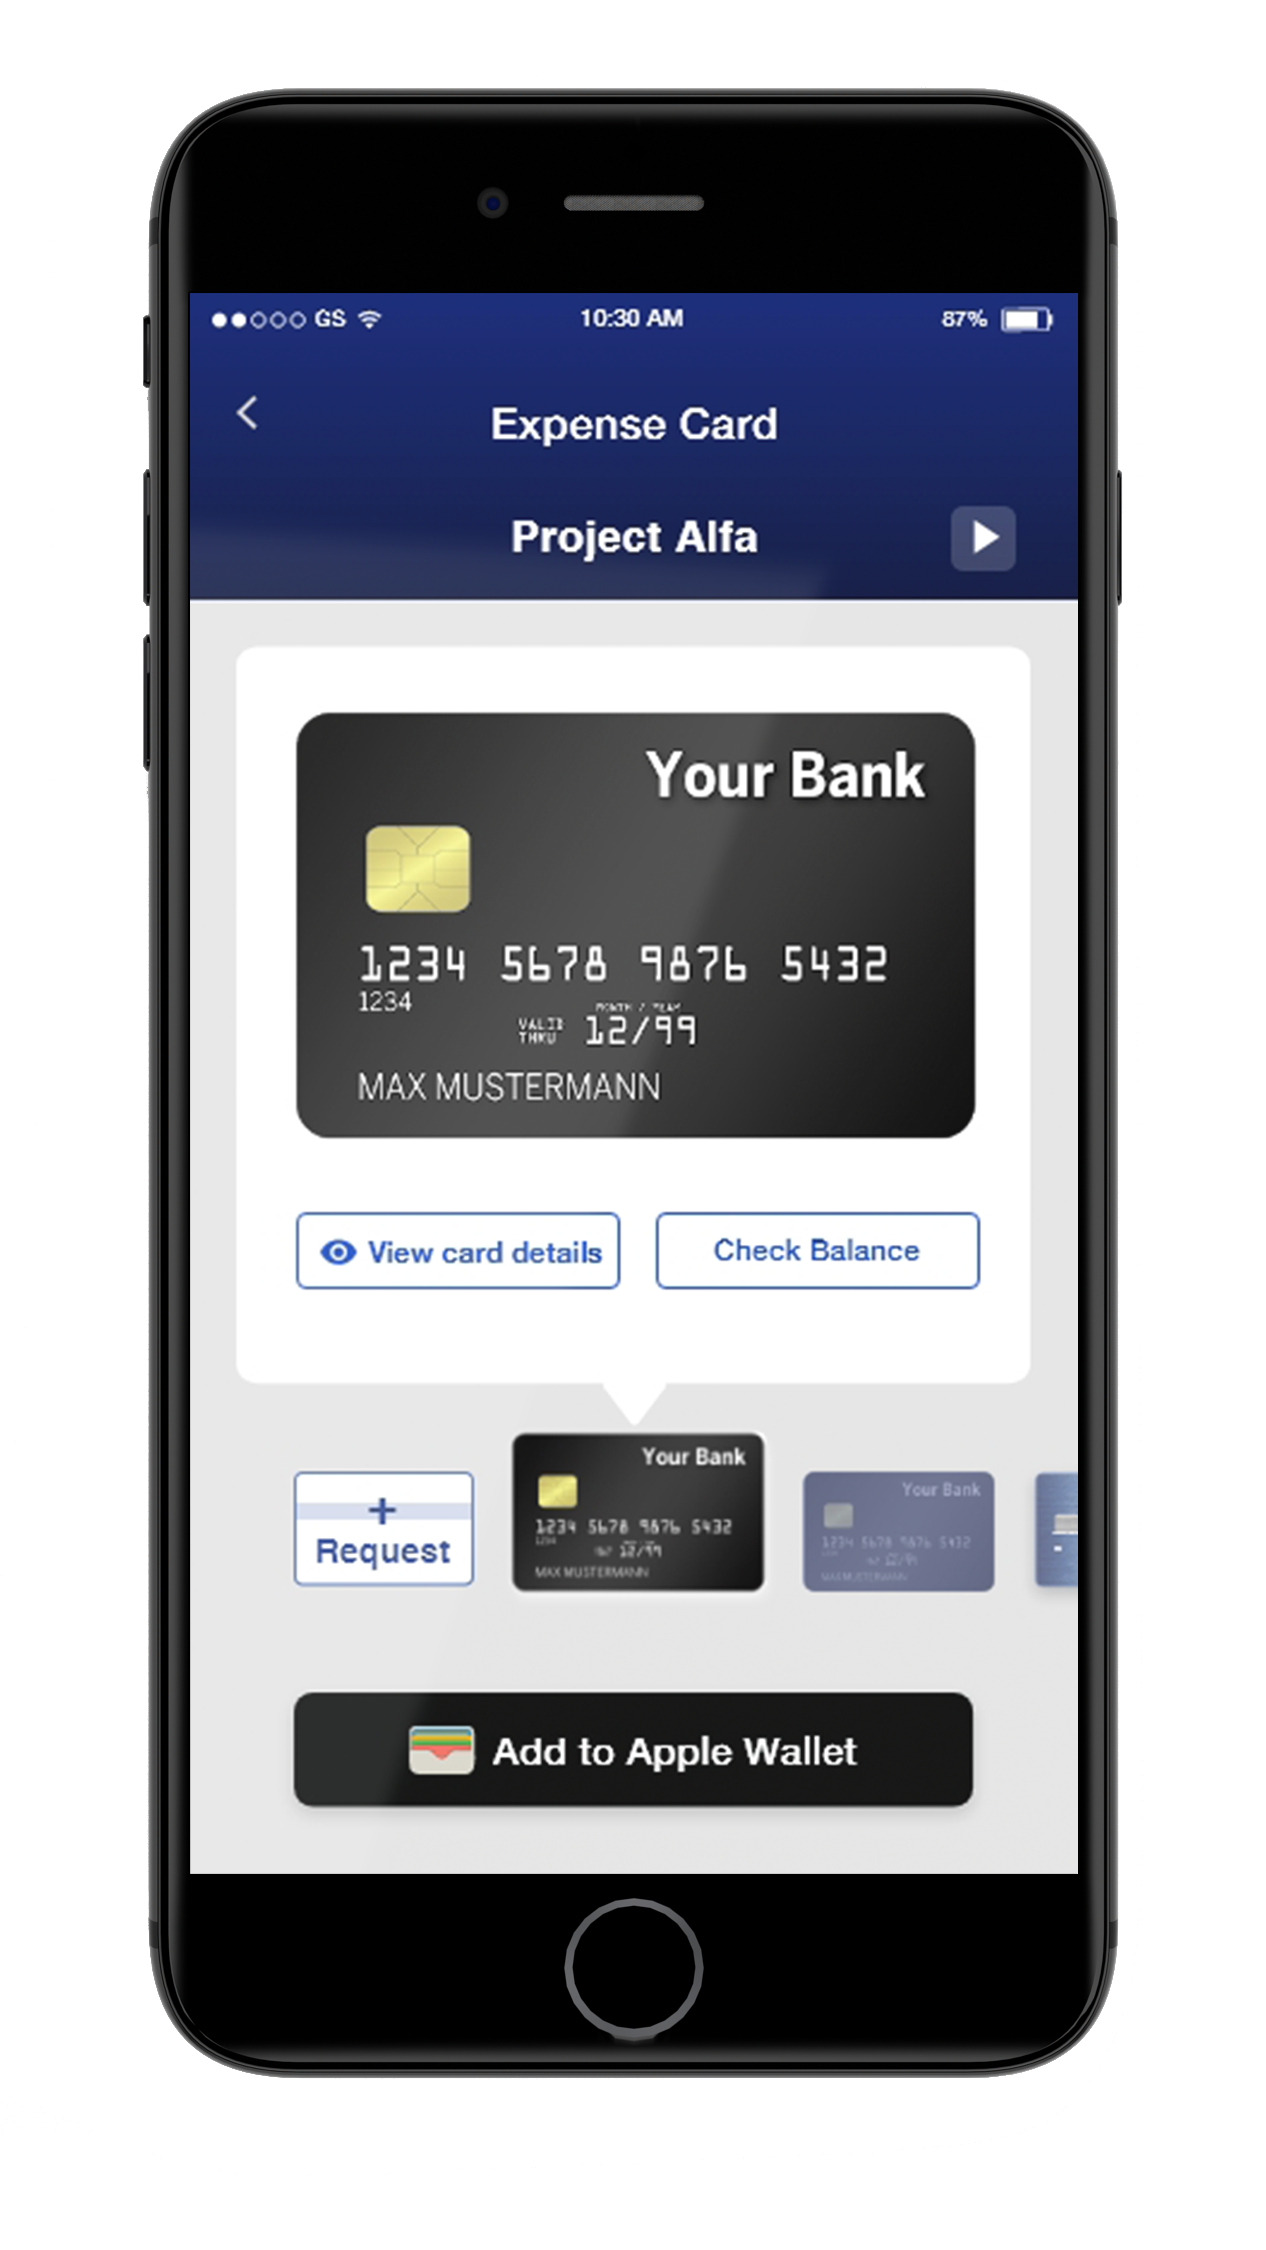 GS 10:30 AM 87%
Expense Card
Project Alfa
Your Bank
1234 5678 9876 5432
1234
MONTH / YEAR
VALID THRU 12/99
MAX MUSTERMANN
View card details Check Balance
Your Bank
1234 5678 9876 5432
1234
12/99
MAX MUSTERMANN
Your Bank
1234 5678 9876 5432
12/99
MAX MUSTERMANN
+
Request
Add to Apple Wallet